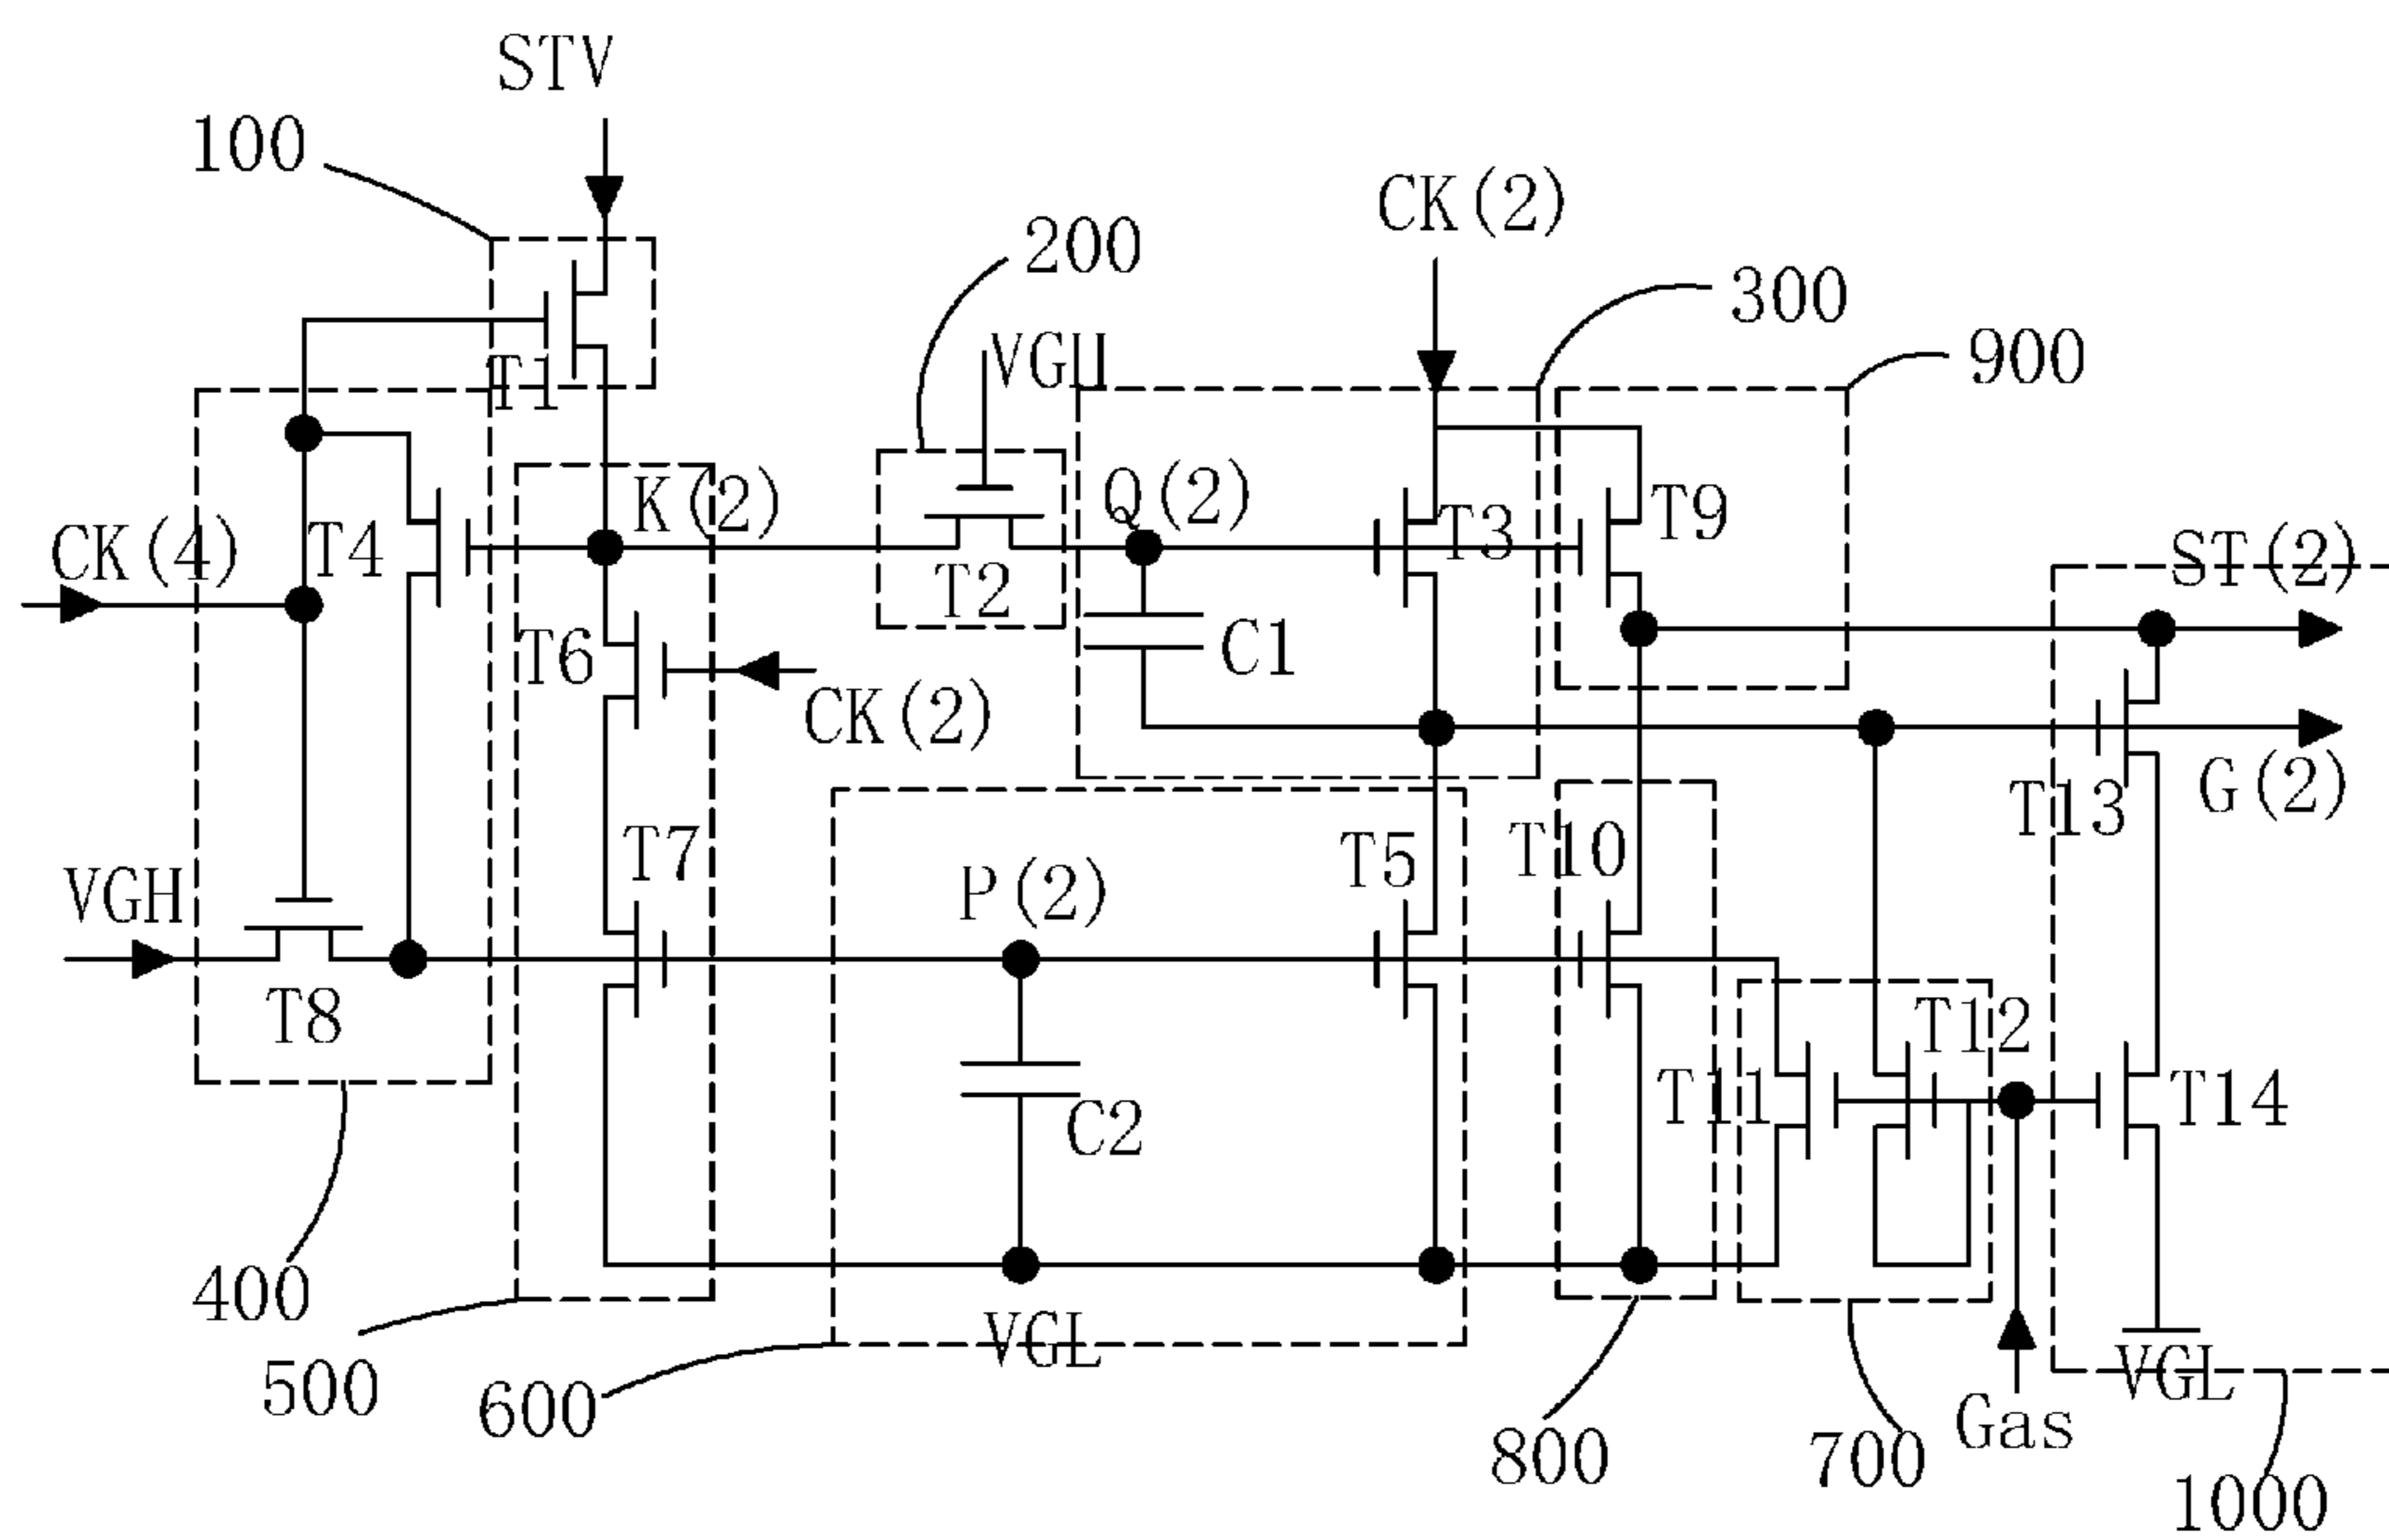 STV
100
CK(2)
200
300
VGH
900
T1
K(2)
Q(2)
T3
T9
CK(4)
T4
T2
ST(2)
T6
C1
CK(2)
T13
G(2)
T7
T5
T10
VGH
P(2)
T8
T12
T11
T14
C2
400
VGL
VGL
500
600
800
700
Gas
1000